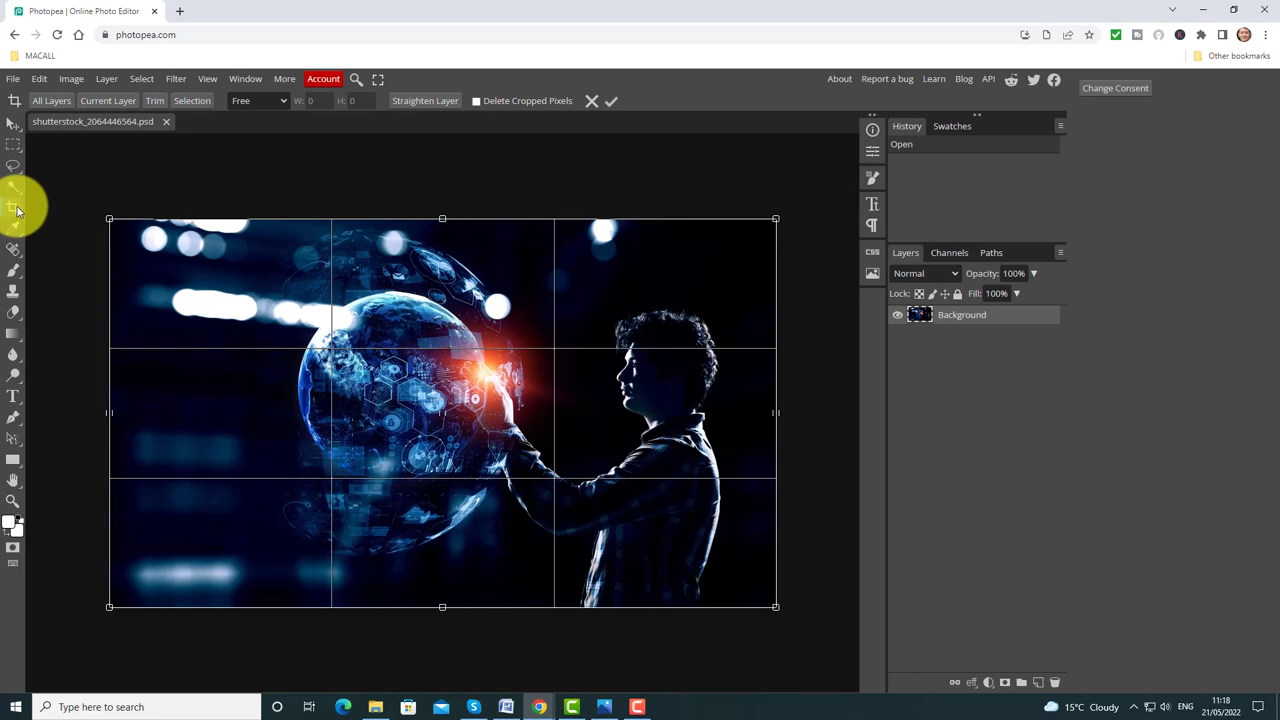 Photopea | Online Photo Editor
photopea.com
MACALL
Other bookmarks
File Edit Image Layer Select Filter View Window More Account
About Report a bug Learn Blog API
Change Consent
All Layers Current Layer Trim Selection Free W: 0 H: 0 Straighten Layer Delete Cropped Pixels
shutterstock_2064446564.psd
History Swatches
Open
CSS
Layers Channels Paths
Normal Opacity: 100%
Lock: Fill: 100%
Background
eff
Type here to search
15°C Cloudy ENG
11:18
21/05/2022